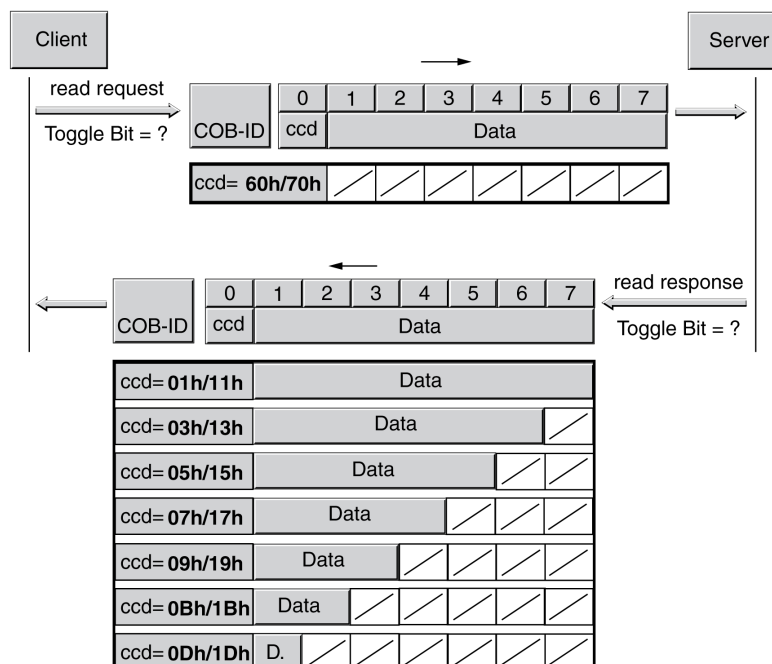 Client
Server
read request
Toggle Bit = ?
COB-ID
0 1 2 3 4 5 6 7
ccd Data
ccd= 60h/70h
read response
Toggle Bit = ?
COB-ID
0 1 2 3 4 5 6 7
ccd Data
ccd= 01h/11h Data
ccd= 03h/13h Data
ccd= 05h/15h Data
ccd= 07h/17h Data
ccd= 09h/19h Data
ccd= 0Bh/1Bh Data
ccd= 0Dh/1Dh D.